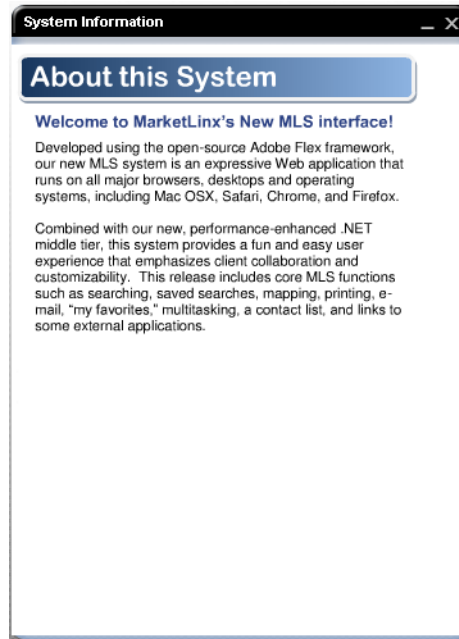 System Information
About this System
Welcome to MarketLinx's New MLS interface!
Developed using the open-source Adobe Flex framework,
our new MLS system is an expressive Web application that
runs on all major browsers, desktops and operating
systems, including Mac OSX, Safari, Chrome, and Firefox.
Combined with our new, performance-enhanced .NET
middle tier, this system provides a fun and easy user
experience that emphasizes client collaboration and
customizability.  This release includes core MLS functions
such as searching, saved searches, mapping, printing, e-
mail, “my favorites,” multitasking, a contact list, and links to
some external applications.